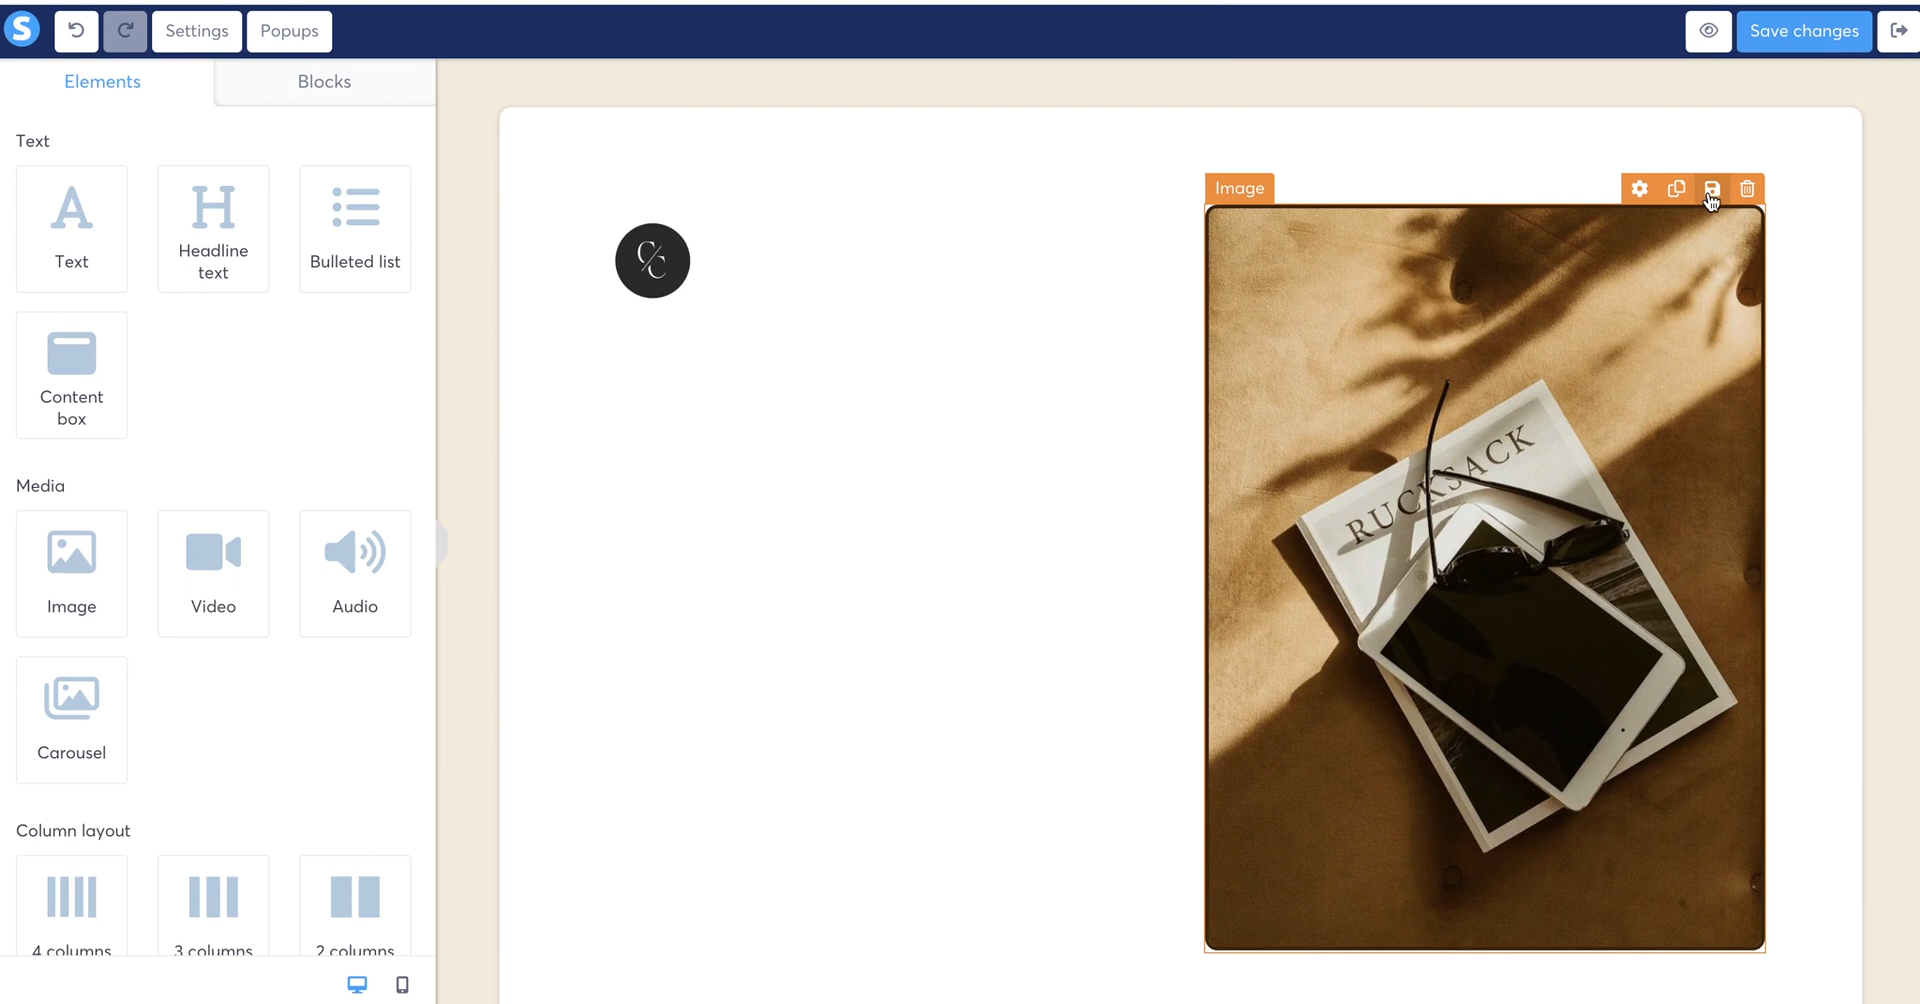 S
Settings
Popups
Save changes
Elements
Blocks
Text
Text
Headline
text
Bulleted list
Content
box
Media
Image
Video
Audio
Carousel
Column layout
4 columns
3 columns
2 columns
Image
C/C
RUCKSACK